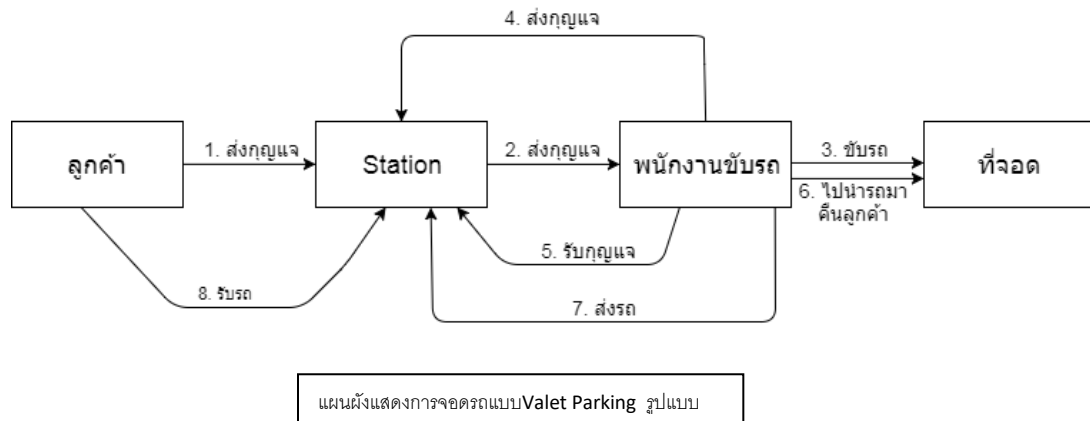 4. ส่งกุญแจ
ลูกค้า
1. ส่งกุญแจ
Station
2. ส่งกุญแจ
พนักงานขับรถ
3. ขับรถ
6. ไปนำรถมา
คืนลูกค้า
ที่จอด
5. รับกุญแจ
8. รับรถ
7. ส่งรถ
แผนผังแสดงการจอดรถแบบValet Parking รูปแบบ